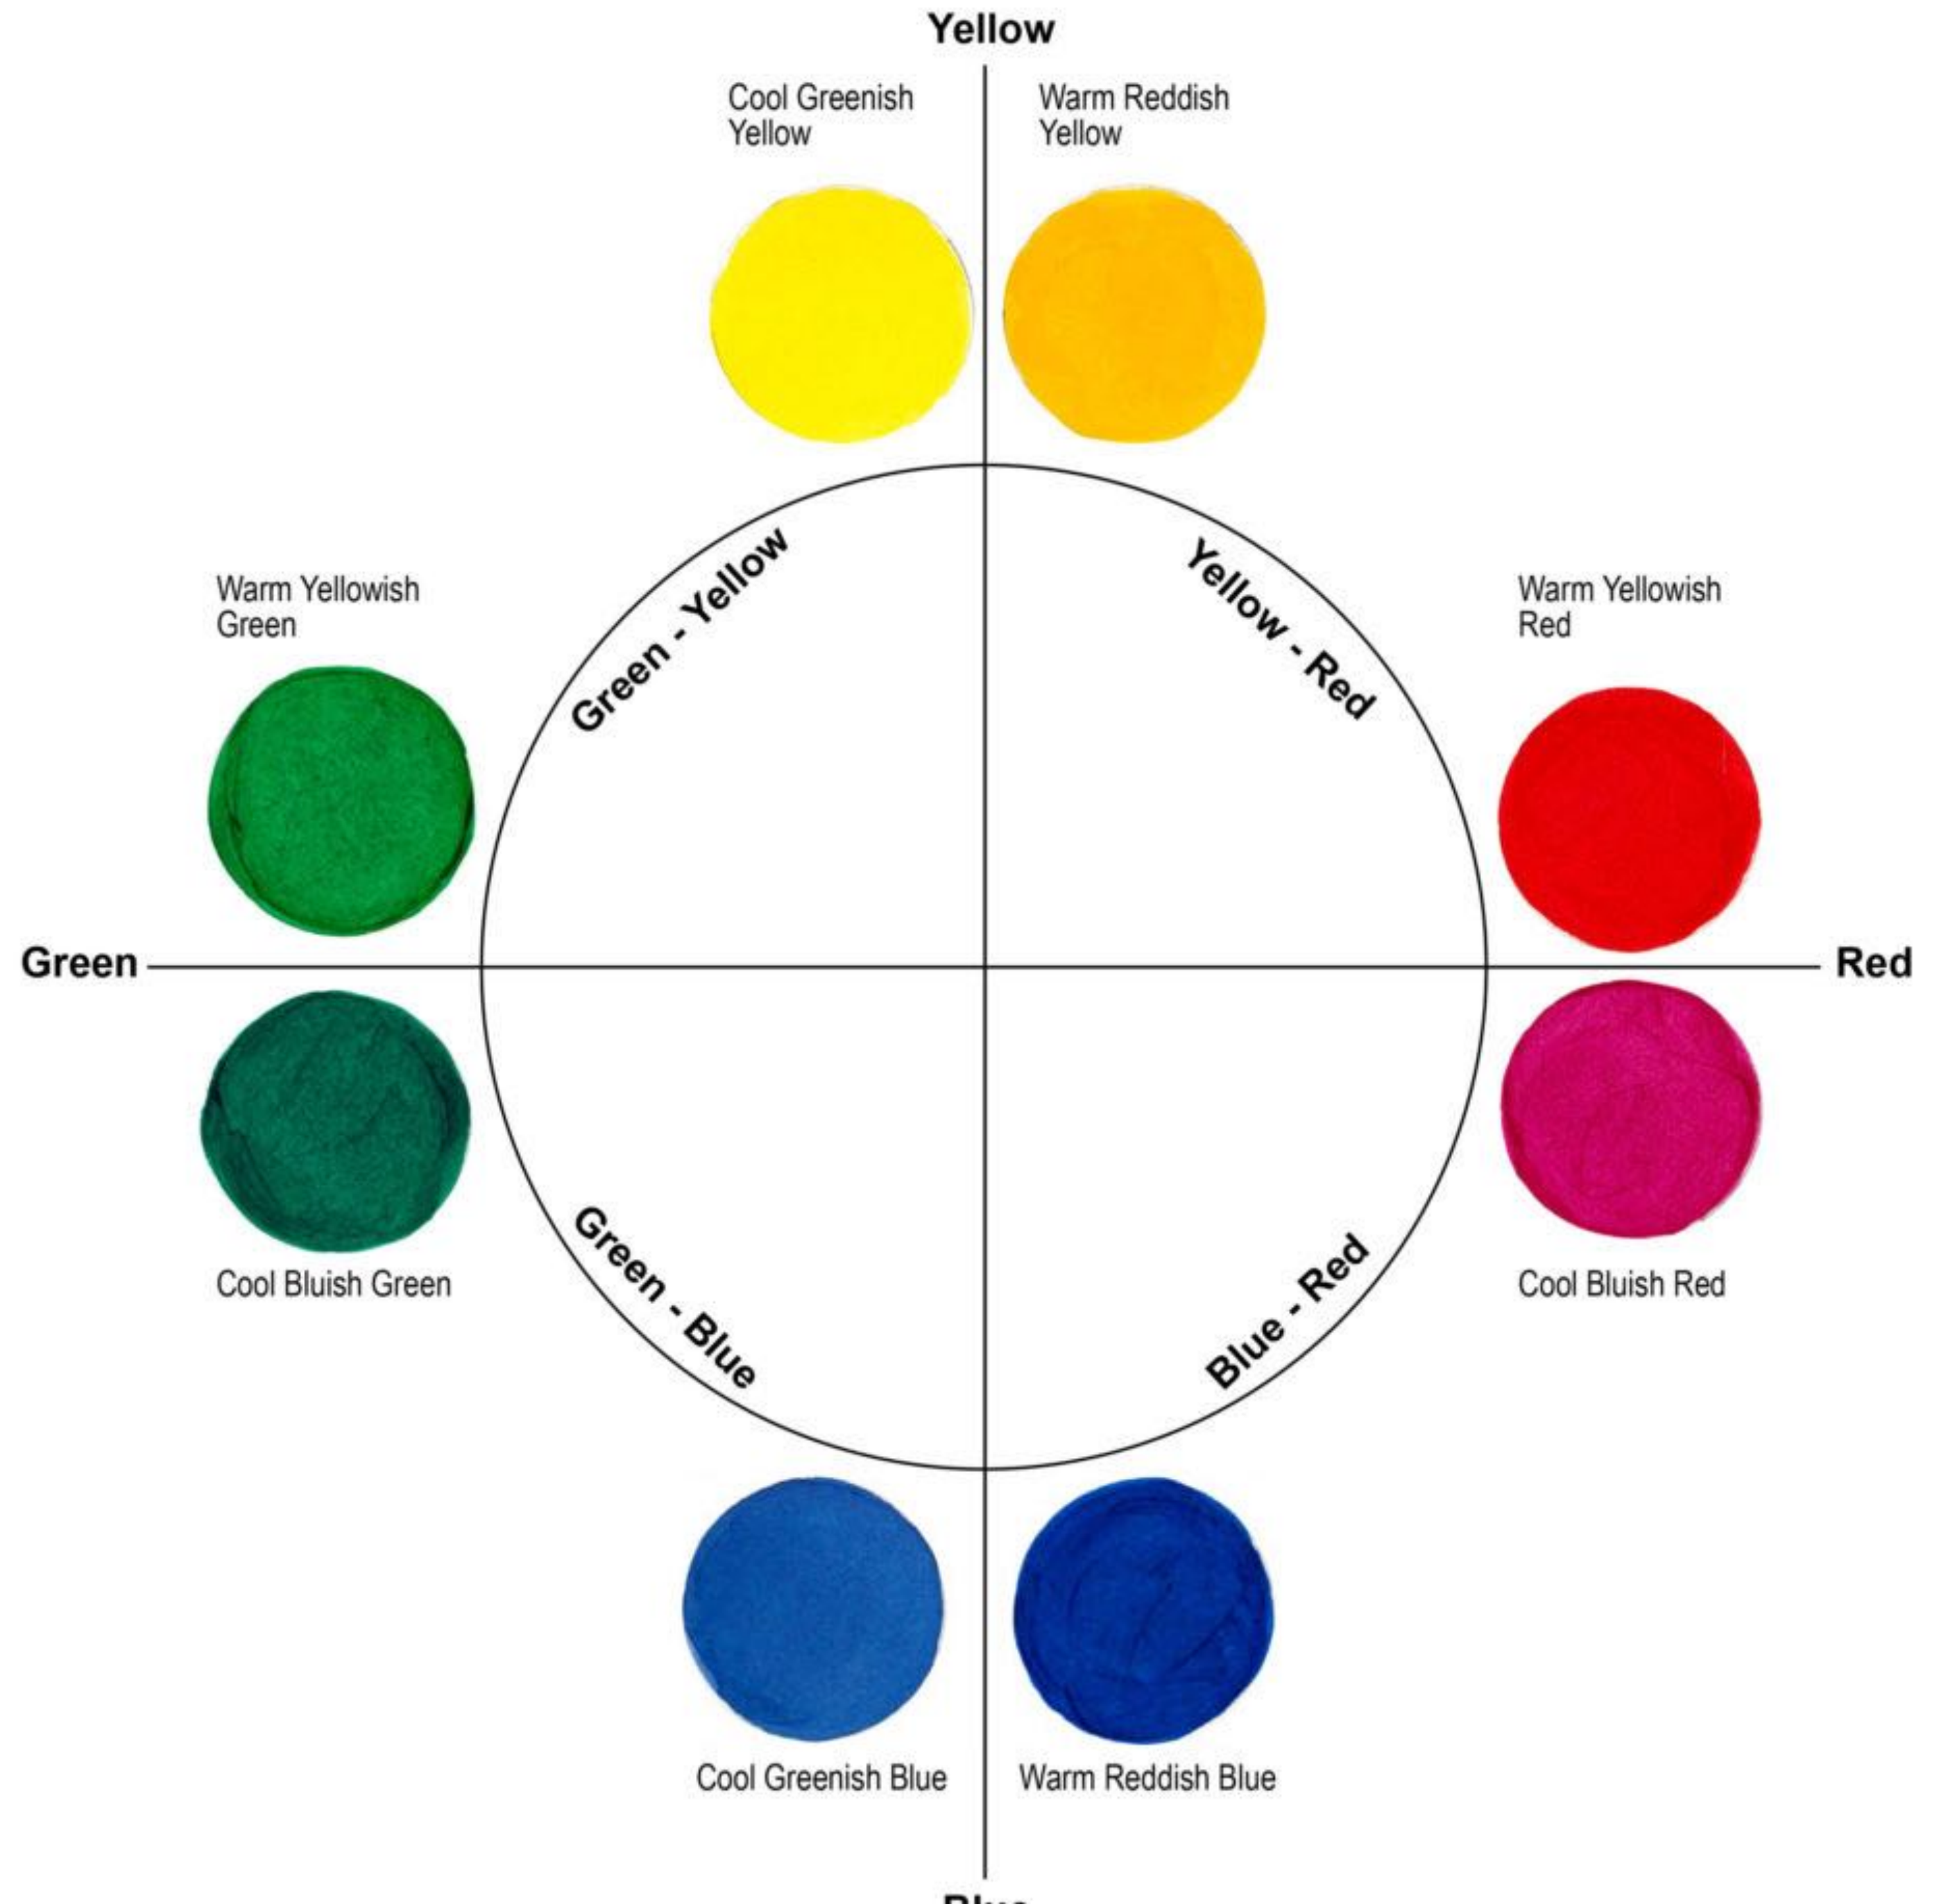 Yellow
Cool Greenish
Yellow
Warm Reddish
Yellow
Green - Yellow
Yellow - Red
Warm Yellowish
Green
Warm Yellowish
Red
Green
Red
Cool Bluish Green
Cool Bluish Red
Green - Blue
Blue - Red
Cool Greenish Blue
Warm Reddish Blue
Blue